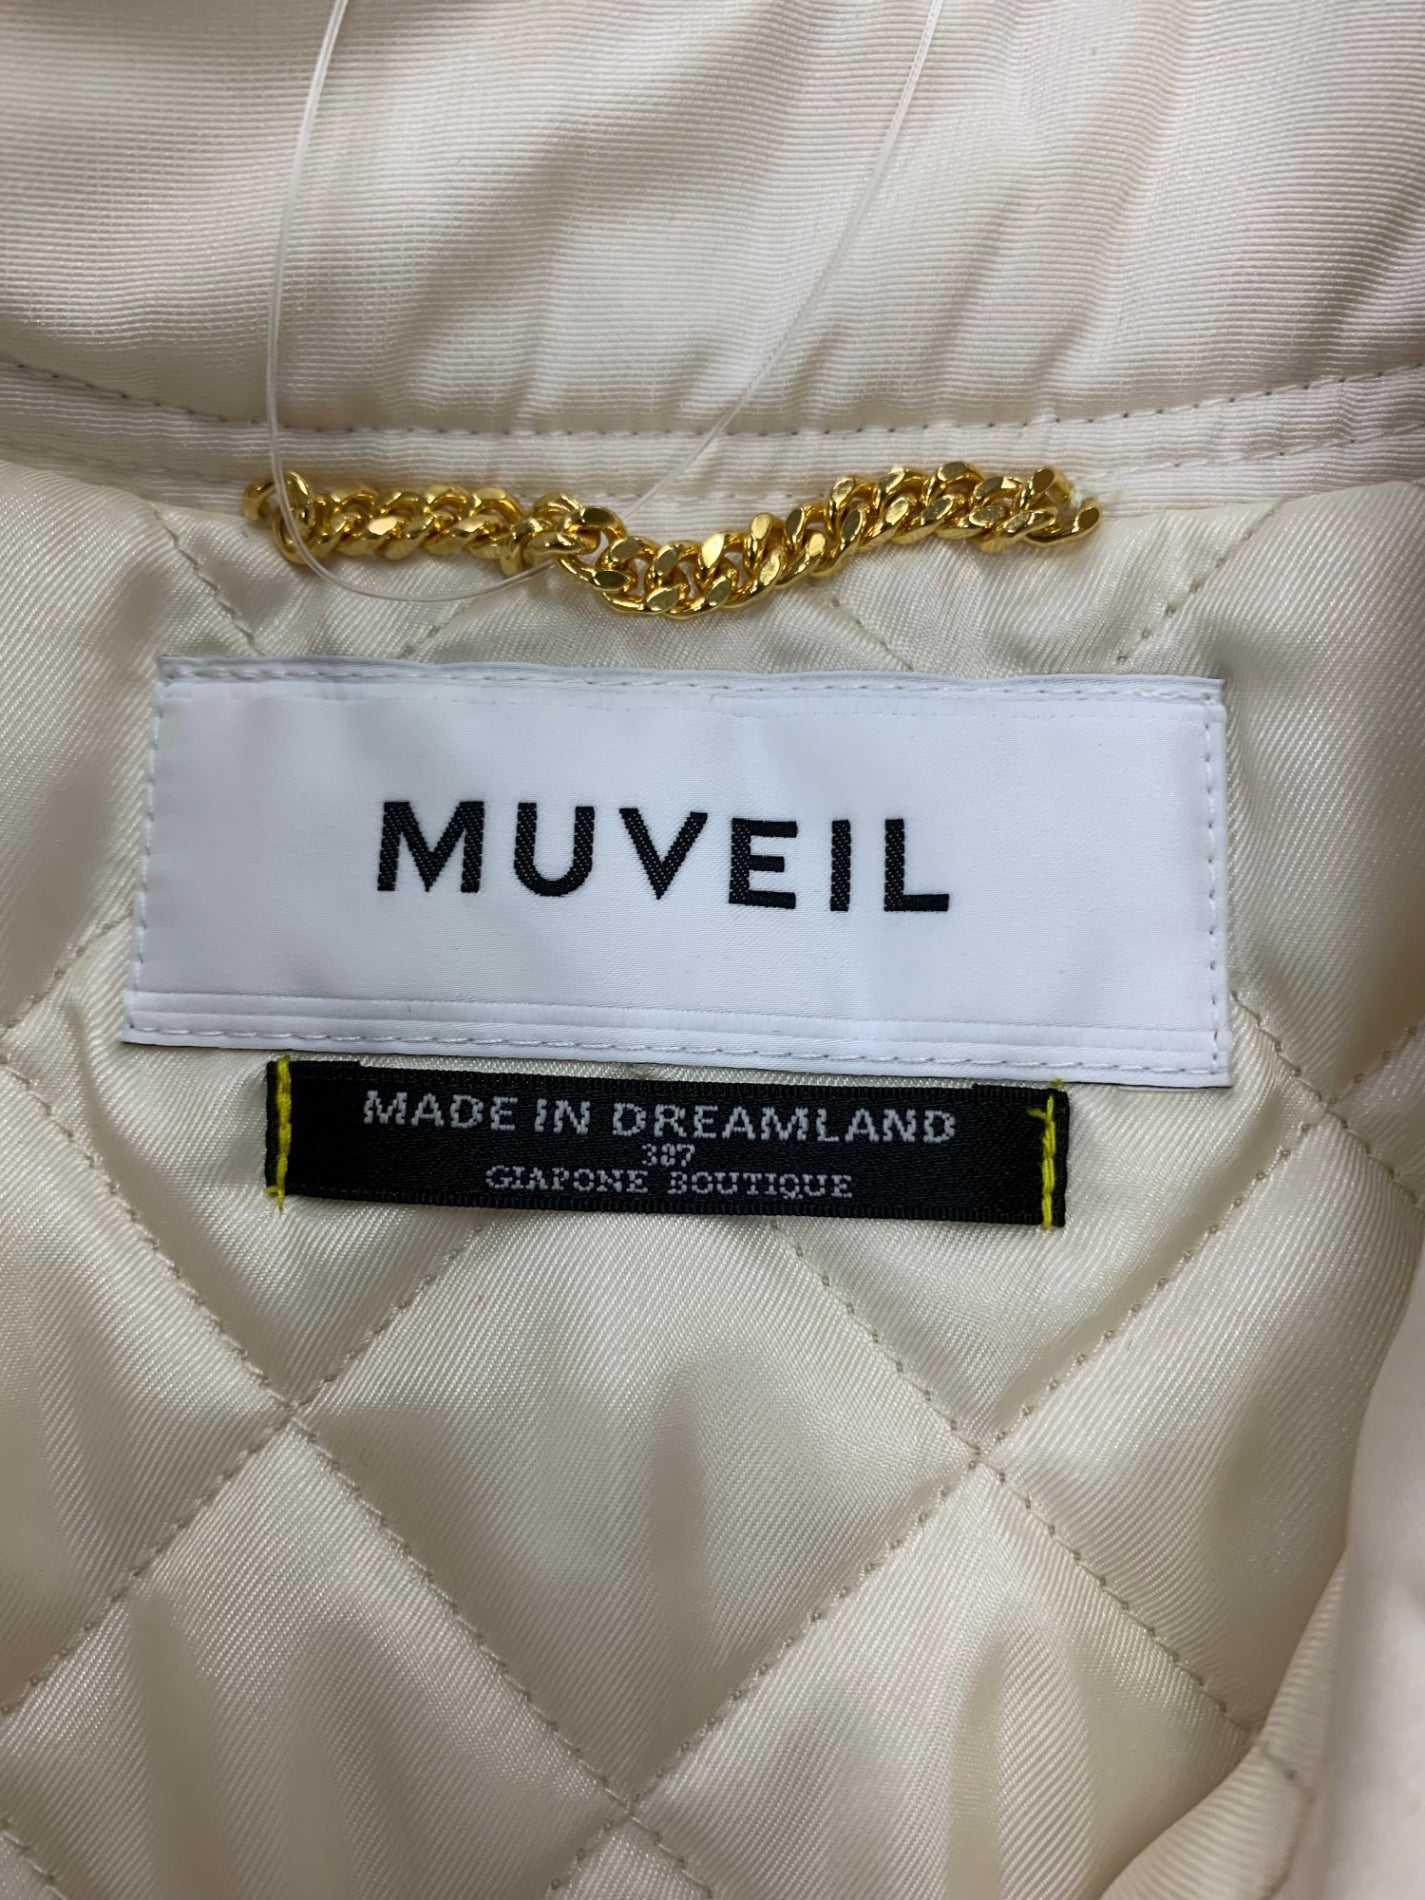 MUVEIL
MADE IN DREAMLAND
387
GIAPONE BOUTIQUE